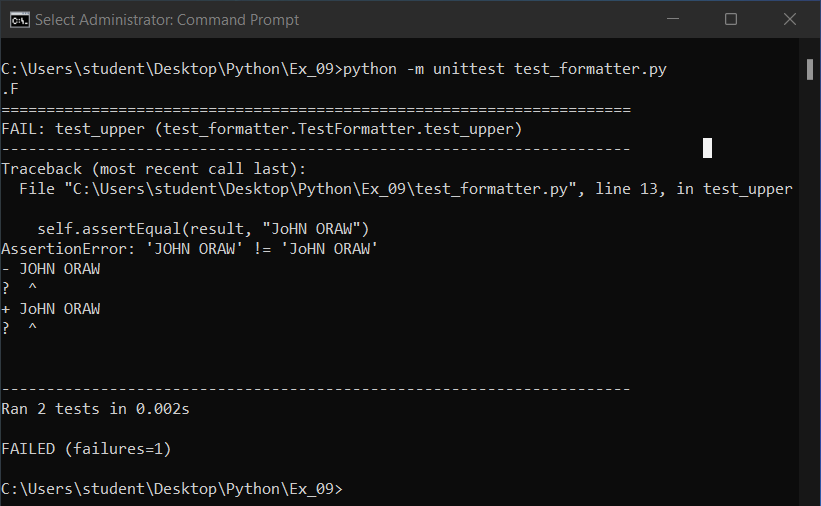 Select Administrator: Command Prompt
C:\Users\student\Desktop\Python\Ex_09>python -m unittest test_formatter.py
.F
======================================================================
FAIL: test_upper (test_formatter.TestFormatter.test_upper)
----------------------------------------------------------------------
Traceback (most recent call last):
  File "C:\Users\student\Desktop\Python\Ex_09\test_formatter.py", line 13, in test_upper
    self.assertEqual(result, "JoHN ORAW")
AssertionError: 'JOHN ORAW' != 'JoHN ORAW'
- JOHN ORAW
?  ^
+ JoHN ORAW
?  ^
----------------------------------------------------------------------
Ran 2 tests in 0.002s
FAILED (failures=1)
C:\Users\student\Desktop\Python\Ex_09>